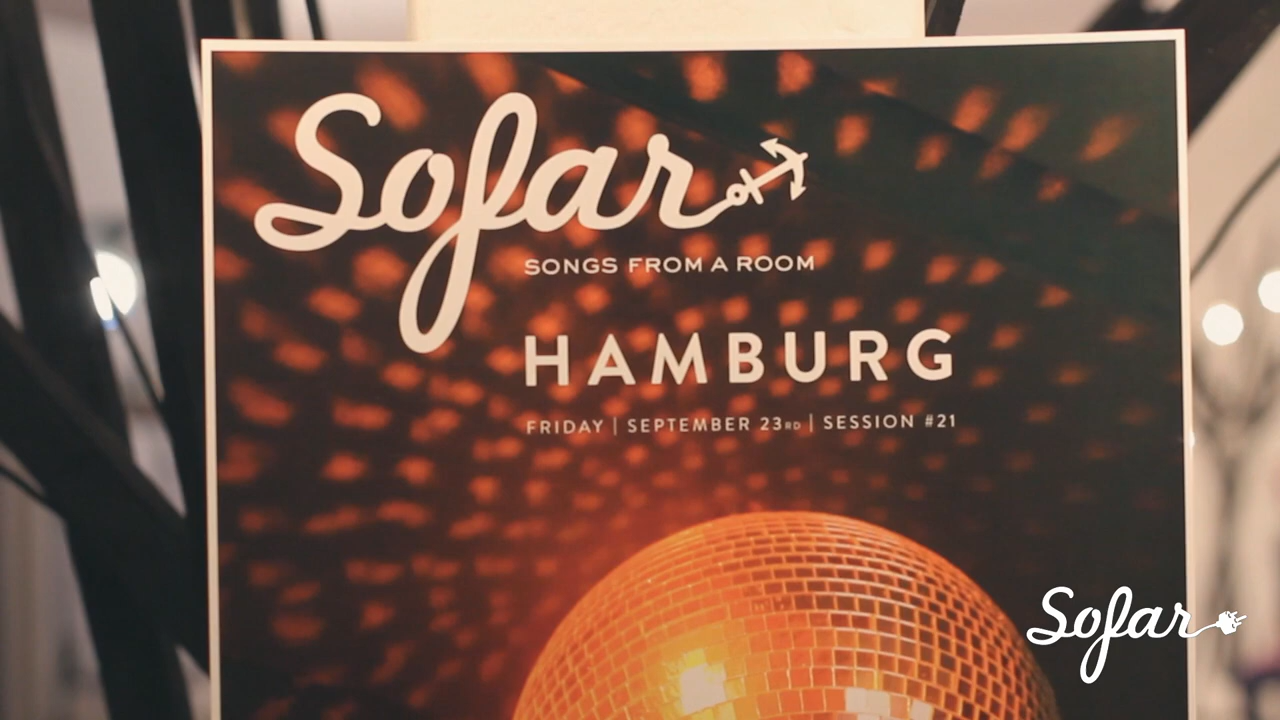 Sofar
SONGS FROM A ROOM
HAMBURG
FRIDAY | SEPTEMBER 23RD | SESSION #21
Sofar